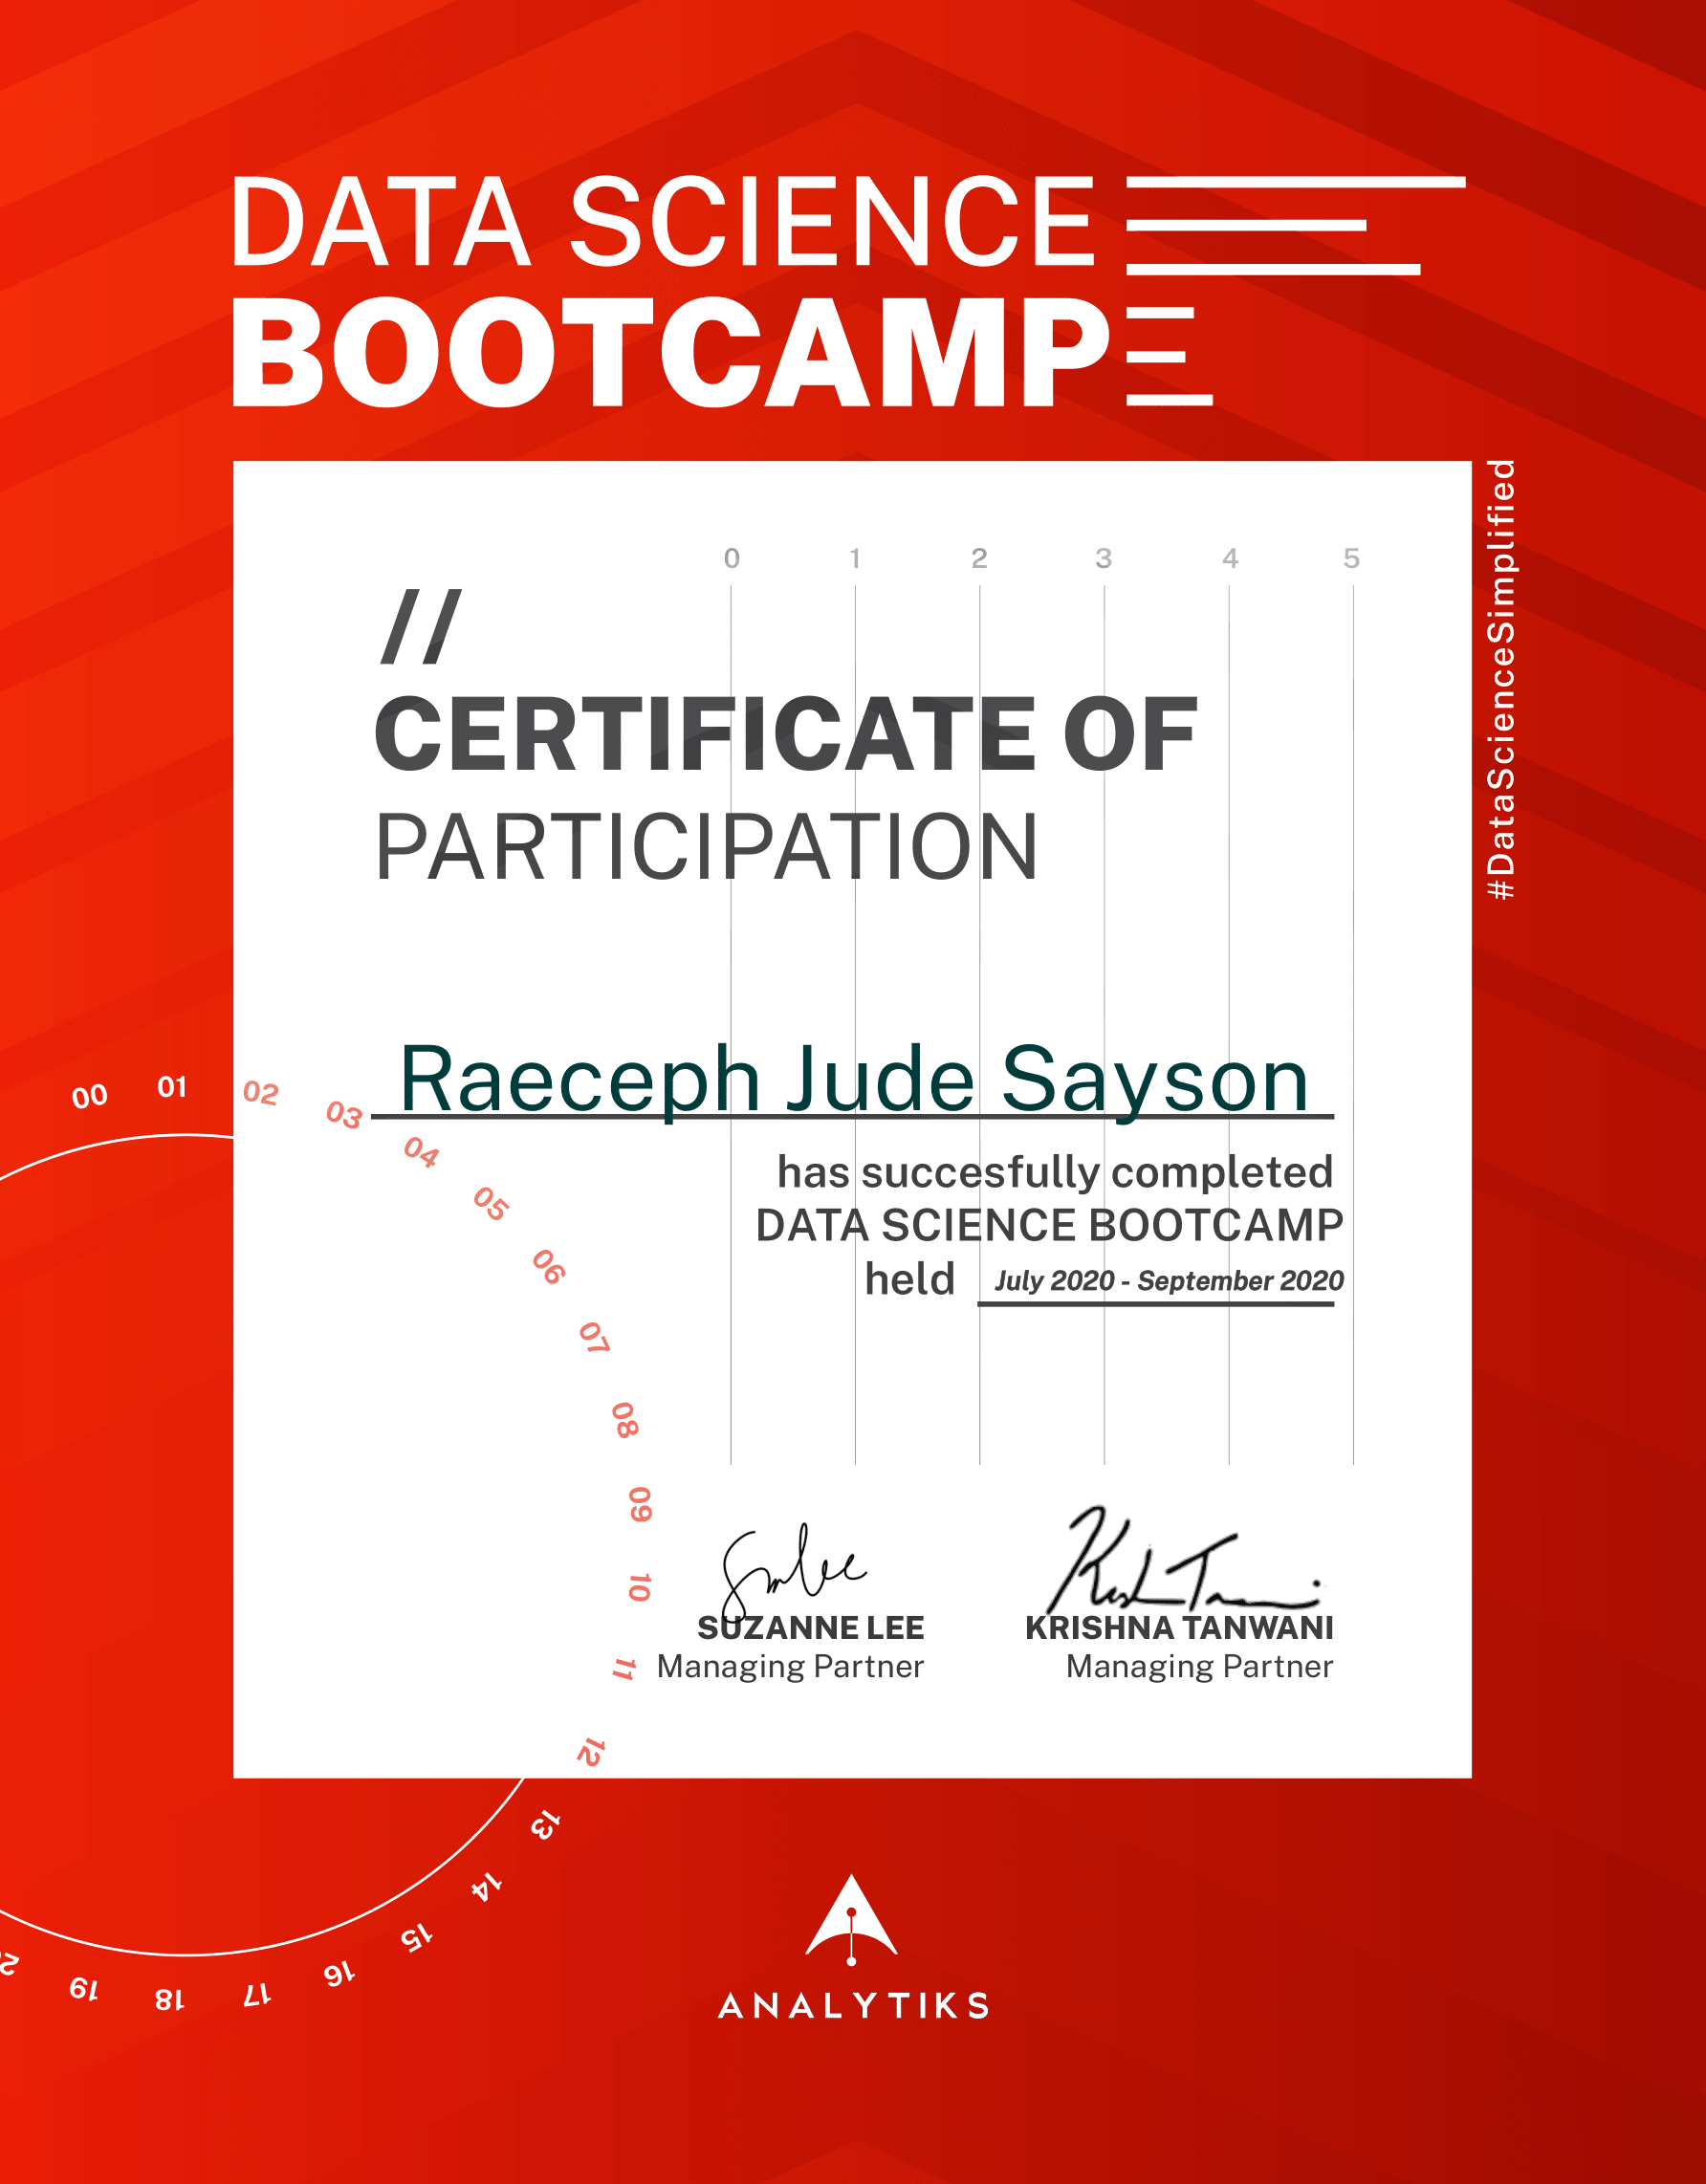 DATA SCIENCE
BOOTCAMP
#DataScienceSimplified
0 1 2 3 4 5
//
CERTIFICATE OF
PARTICIPATION
Raeceph Jude Sayson
has succesfully completed
DATA SCIENCE BOOTCAMP
held July 2020 - September 2020
00 01 02 03 04 05 06 07 08 09 10 11 12 13 14 15 16 17 18 19
SUZANNE LEE
Managing Partner
KRISHNA TANWANI
Managing Partner
ANALYTIKS